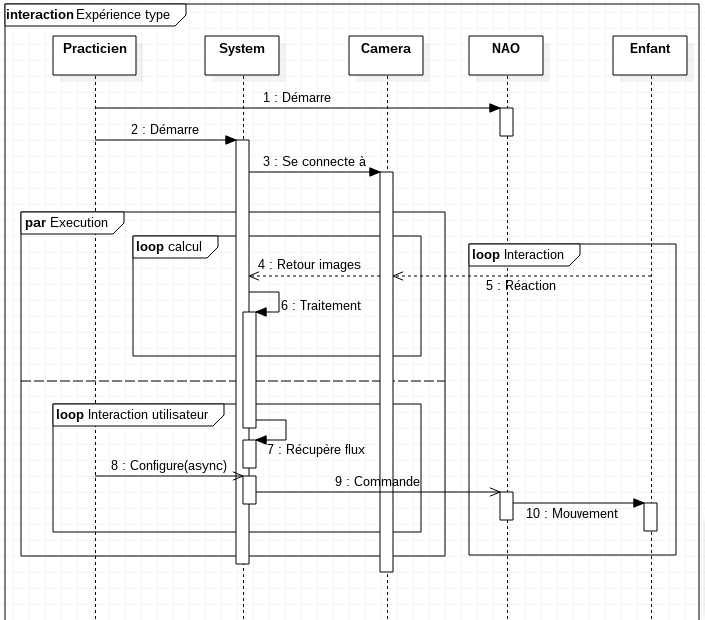 interaction Expérience type
Practicien
System
Camera
NAO
Enfant
1 : Démarre
2 : Démarre
3 : Se connecte à
par Execution
loop calcul
loop Interaction
4 : Retour images
5 : Réaction
6 : Traitement
loop Interaction utilisateur
7 : Récupère flux
8 : Configure(async)
9 : Commande
10 : Mouvement